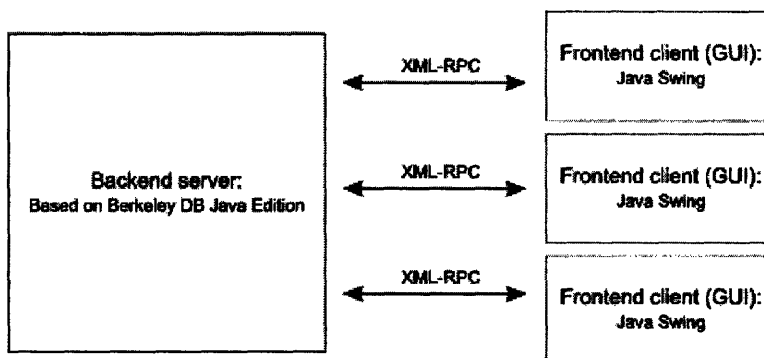 XML-RPC
Frontend client (GUI):
Java Swing
Backend server:
Based on Berkeley DB Java Edition
XML-RPC
Frontend client (GUI):
Java Swing
XML-RPC
Frontend client (GUI):
Java Swing